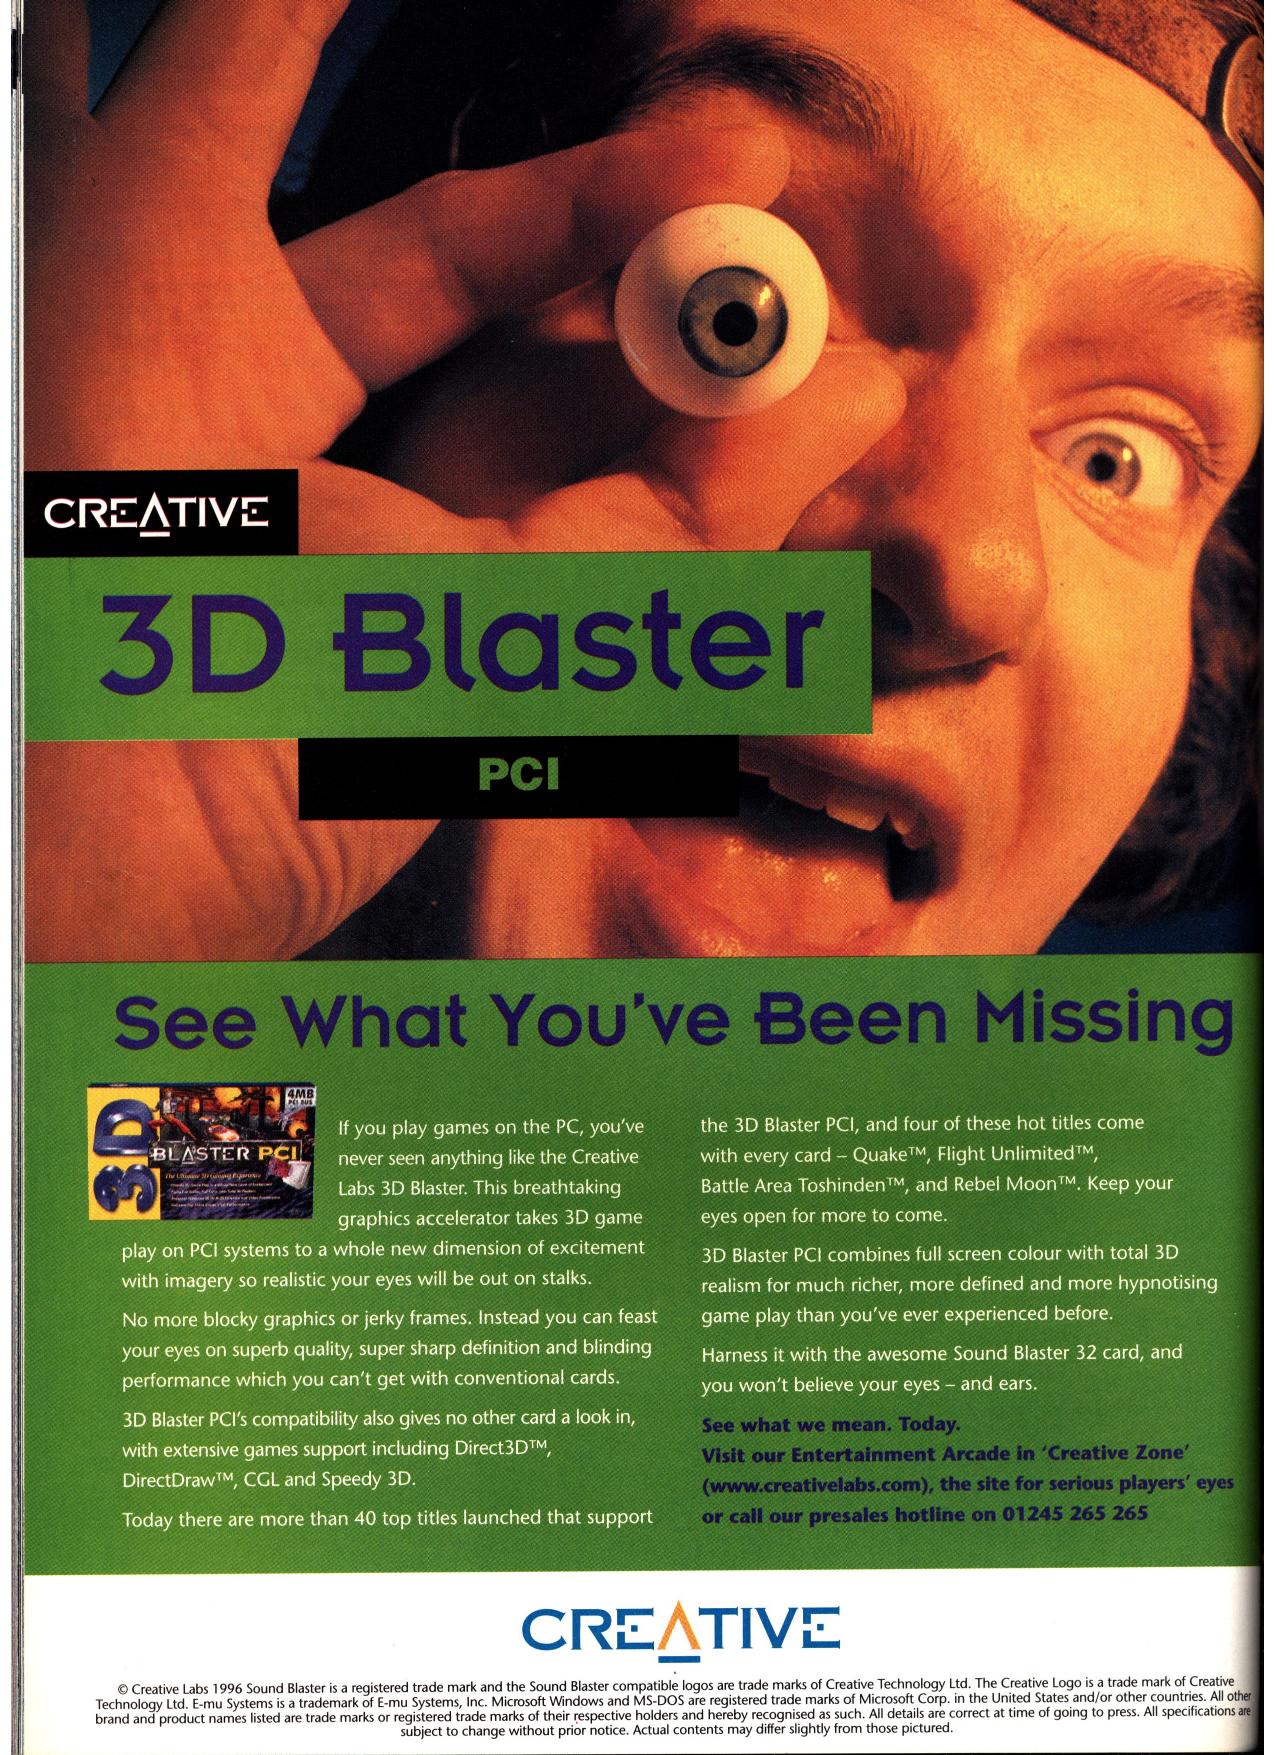 CREATIVE
3D Blaster
PCI
See What You've Been Missing
4MB
PCI BUS
3D
BLASTER PCI
The Ultimate 3D Gaming Experience
If you play games on the PC, you've
never seen anything like the Creative
Labs 3D Blaster. This breathtaking
graphics accelerator takes 3D game
play on PCI systems to a whole new dimension of excitement
with imagery so realistic your eyes will be out on stalks.
No more blocky graphics or jerky frames. Instead you can feast
your eyes on superb quality, super sharp definition and blinding
performance which you can't get with conventional cards.
3D Blaster PCI's compatibility also gives no other card a look in,
with extensive games support including Direct3D™,
DirectDraw™, CGL and Speedy 3D.
Today there are more than 40 top titles launched that support
the 3D Blaster PCI, and four of these hot titles come
with every card – Quake™, Flight Unlimited™,
Battle Area Toshinden™, and Rebel Moon™. Keep your
eyes open for more to come.
3D Blaster PCI combines full screen colour with total 3D
realism for much richer, more defined and more hypnotising
game play than you've ever experienced before.
Harness it with the awesome Sound Blaster 32 card, and
you won't believe your eyes – and ears.
See what we mean. Today.
Visit our Entertainment Arcade in 'Creative Zone'
(www.creativelabs.com), the site for serious players' eyes
or call our presales hotline on 01245 265 265
CREATIVE
© Creative Labs 1996 Sound Blaster is a registered trade mark and the Sound Blaster compatible logos are trade marks of Creative Technology Ltd. The Creative Logo is a trade mark of Creative
Technology Ltd. E-mu Systems is a trademark of E-mu Systems, Inc. Microsoft Windows and MS-DOS are registered trade marks of Microsoft Corp. in the United States and/or other countries. All other
brand and product names listed are trade marks or registered trade marks of their respective holders and hereby recognised as such. All details are correct at time of going to press. All specifications are
subject to change without prior notice. Actual contents may differ slightly from those pictured.